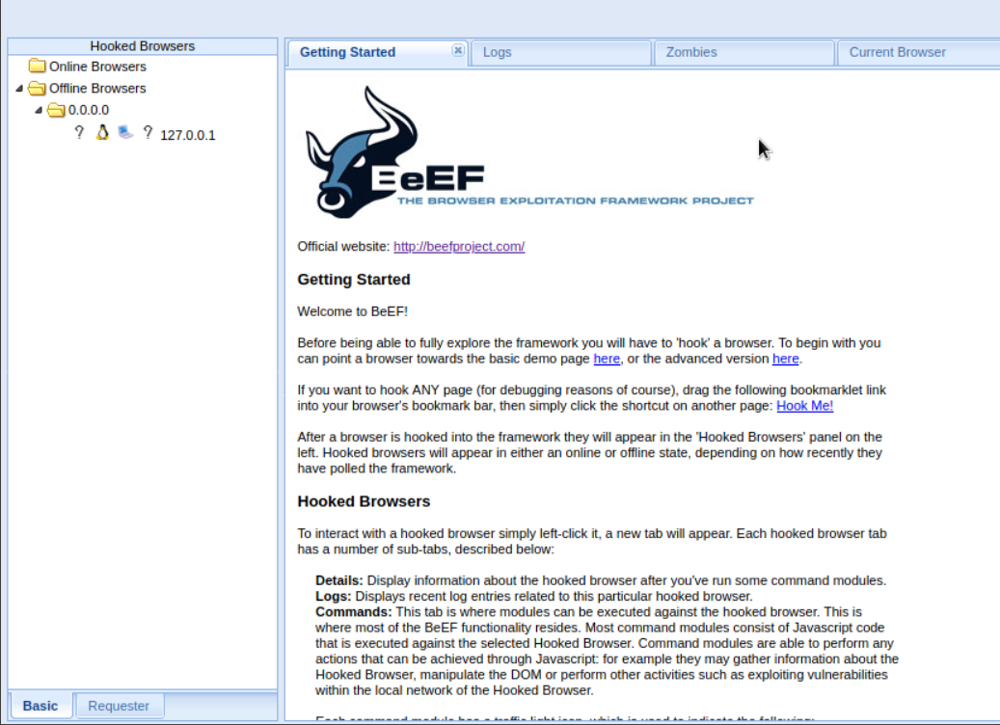 Hooked Browsers
Online Browsers
Offline Browsers
0.0.0.0
? ? 127.0.0.1
Basic
Requester
Getting Started
Logs
Zombies
Current Browser
BeEF
THE BROWSER EXPLOITATION FRAMEWORK PROJECT
Official website: http://beefproject.com/
Getting Started
Welcome to BeEF!
Before being able to fully explore the framework you will have to 'hook' a browser. To begin with you
can point a browser towards the basic demo page here, or the advanced version here.
If you want to hook ANY page (for debugging reasons of course), drag the following bookmarklet link
into your browser's bookmark bar, then simply click the shortcut on another page: Hook Me!
After a browser is hooked into the framework they will appear in the 'Hooked Browsers' panel on the
left. Hooked browsers will appear in either an online or offline state, depending on how recently they
have polled the framework.
Hooked Browsers
To interact with a hooked browser simply left-click it, a new tab will appear. Each hooked browser tab
has a number of sub-tabs, described below:
Details: Display information about the hooked browser after you've run some command modules.
Logs: Displays recent log entries related to this particular hooked browser.
Commands: This tab is where modules can be executed against the hooked browser. This is
where most of the BeEF functionality resides. Most command modules consist of Javascript code
that is executed against the selected Hooked Browser. Command modules are able to perform any
actions that can be achieved through Javascript: for example they may gather information about the
Hooked Browser, manipulate the DOM or perform other activities such as exploiting vulnerabilities
within the local network of the Hooked Browser.
Each command module has a traffic light icon, which is used to indicate the following: